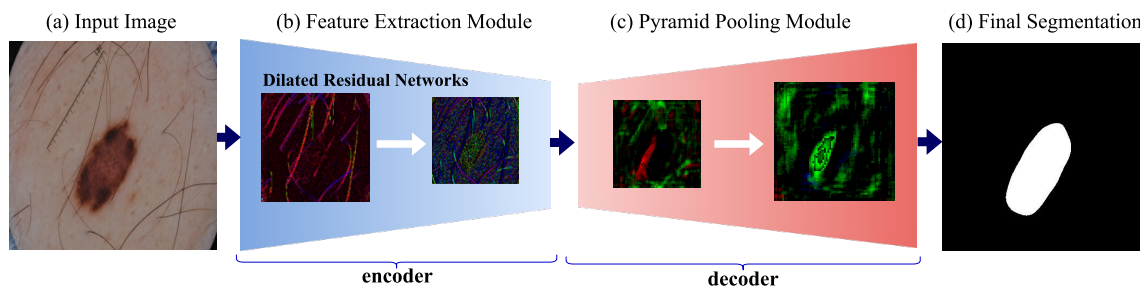 (a) Input Image
(b) Feature Extraction Module
(c) Pyramid Pooling Module
(d) Final Segmentation
Dilated Residual Networks
encoder
decoder